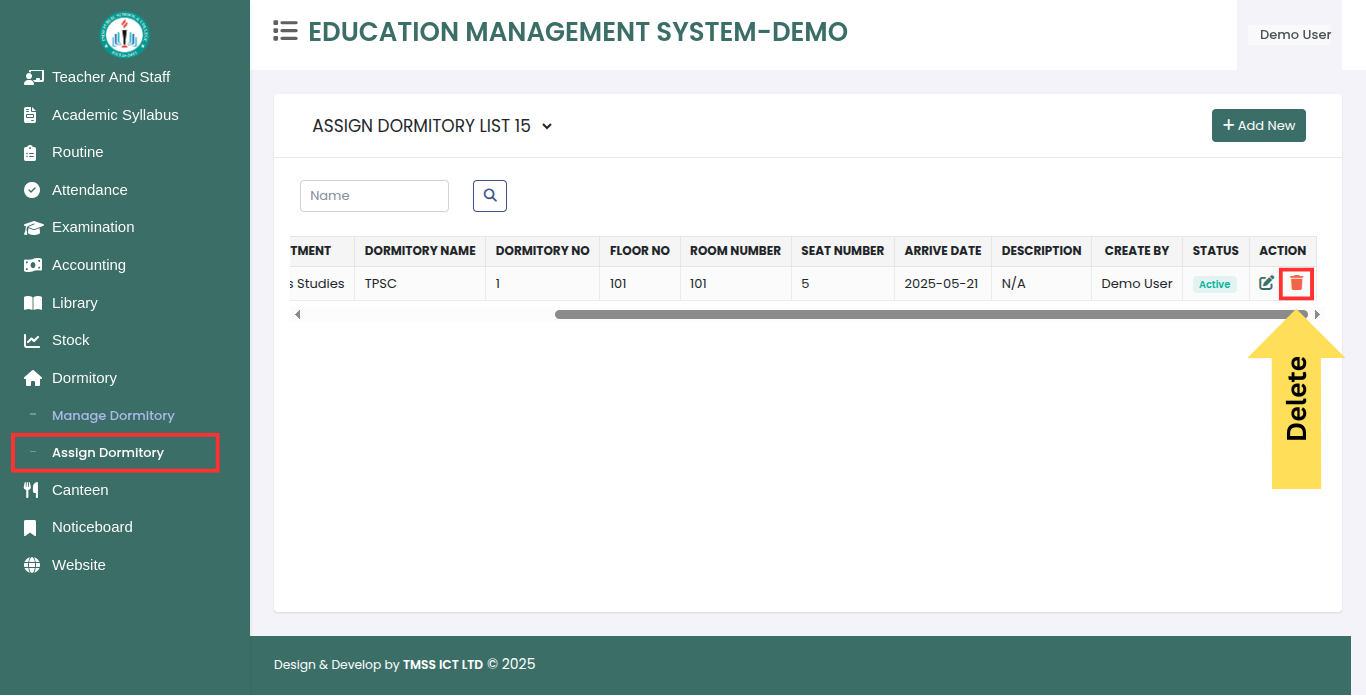 Teacher And Staff
Academic Syllabus
Routine
Attendance
Examination
Accounting
Library
Stock
Dormitory
Manage Dormitory
Assign Dormitory
Canteen
Noticeboard
Website
EDUCATION MANAGEMENT SYSTEM-DEMO
Demo User
ASSIGN DORMITORY LIST 15
+ Add New
Name
TMENT DORMITORY NAME DORMITORY NO FLOOR NO ROOM NUMBER SEAT NUMBER ARRIVE DATE DESCRIPTION CREATE BY STATUS ACTION
s Studies TPSC 1 101 101 5 2025-05-21 N/A Demo User Active
Delete
Design & Develop by TMSS ICT LTD © 2025